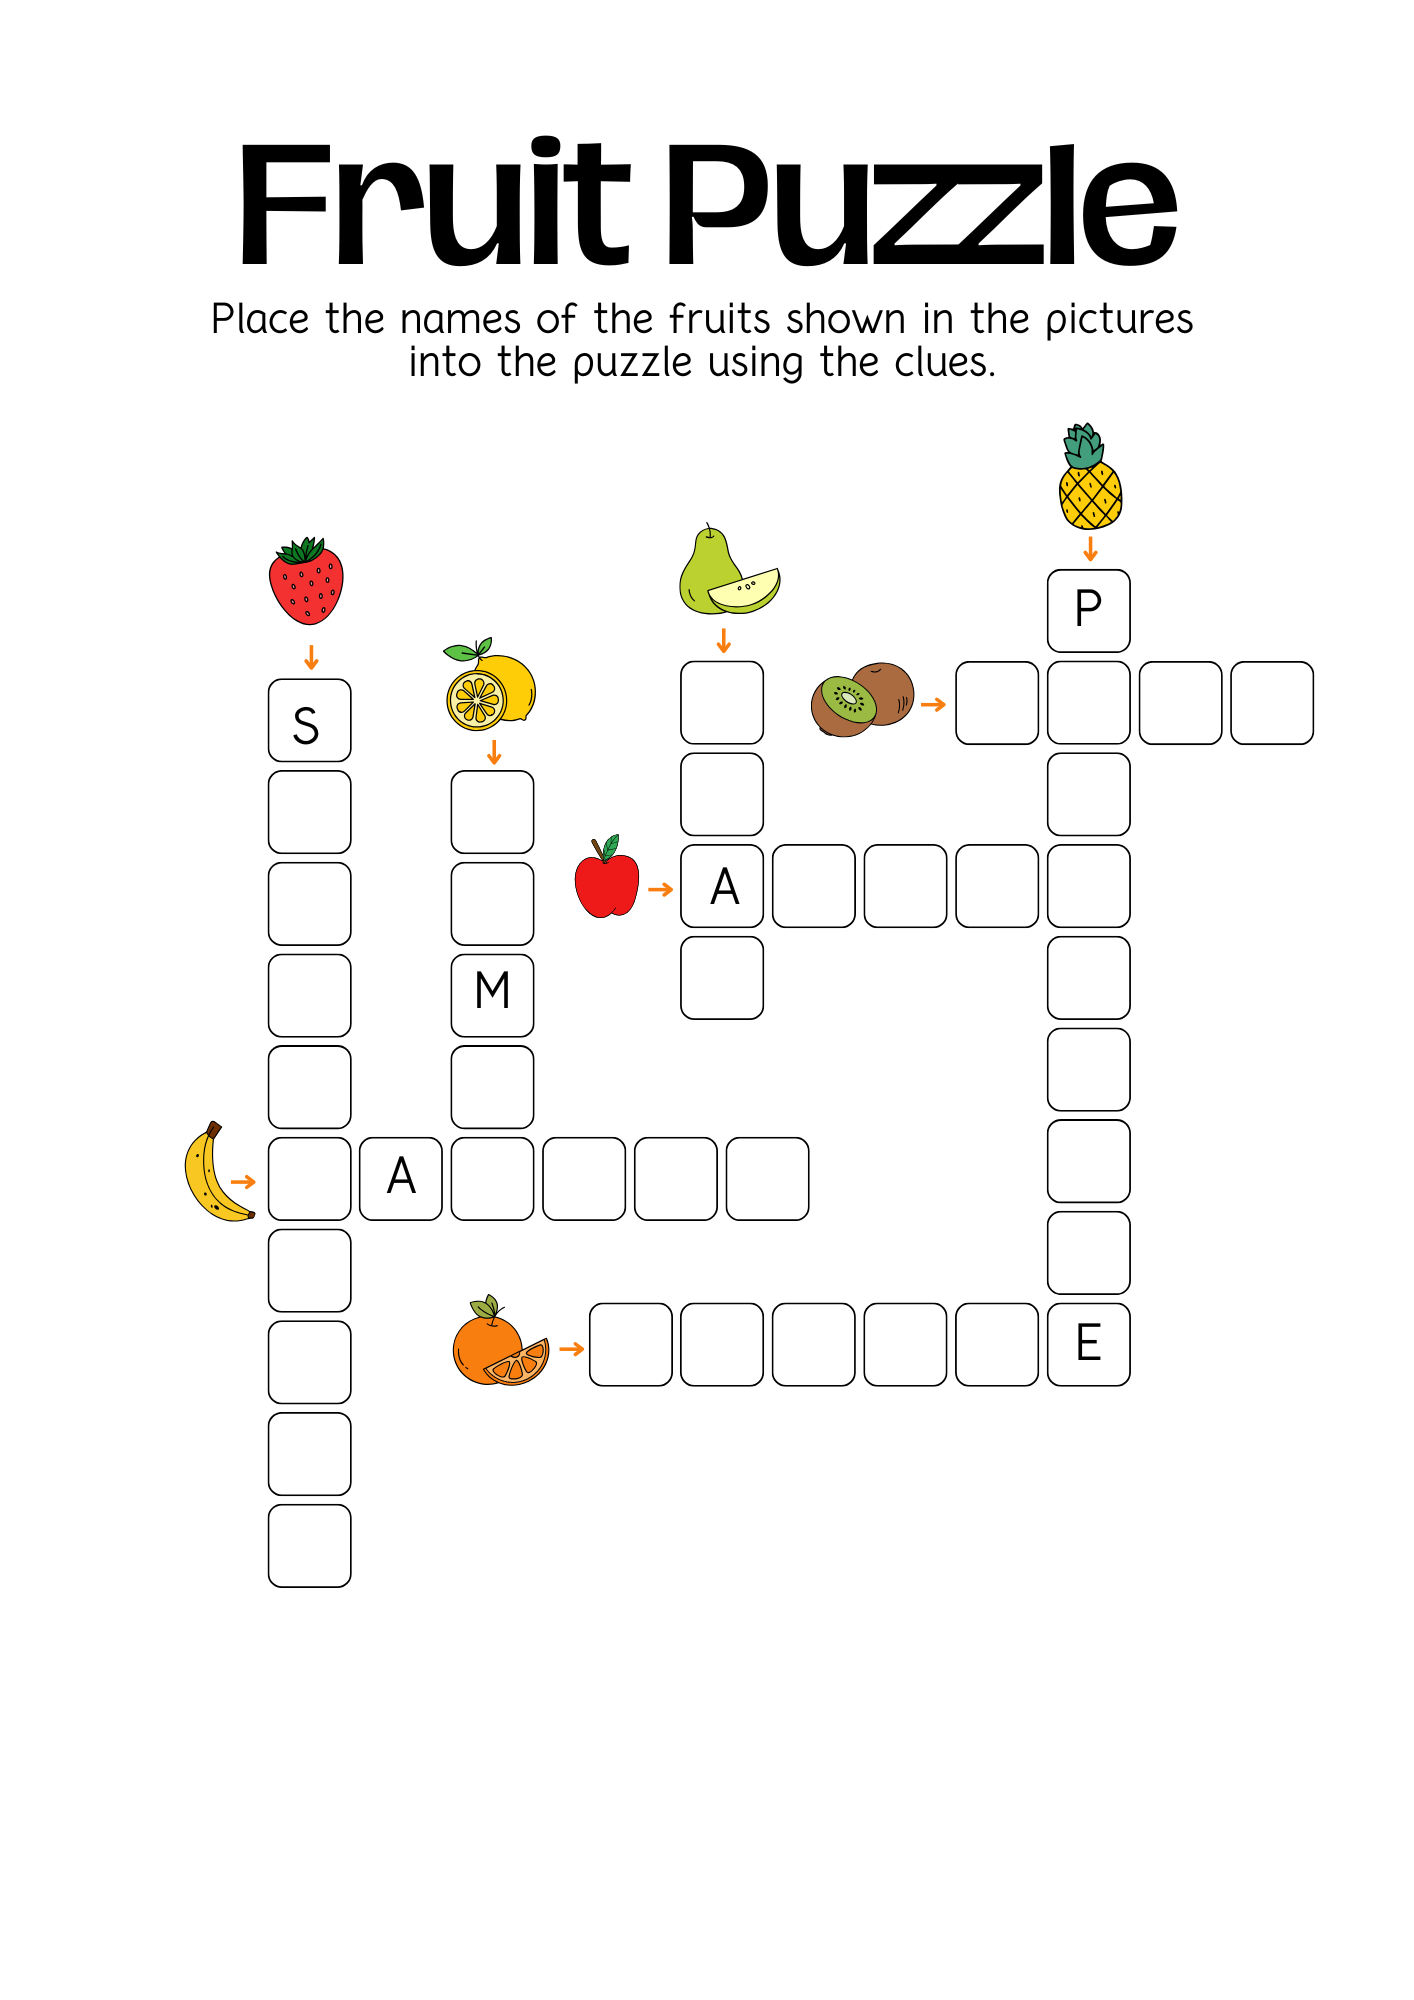 Fruit Puzzle
Place the names of the fruits shown in the pictures
into the puzzle using the clues.
P
S
A
M
A
E